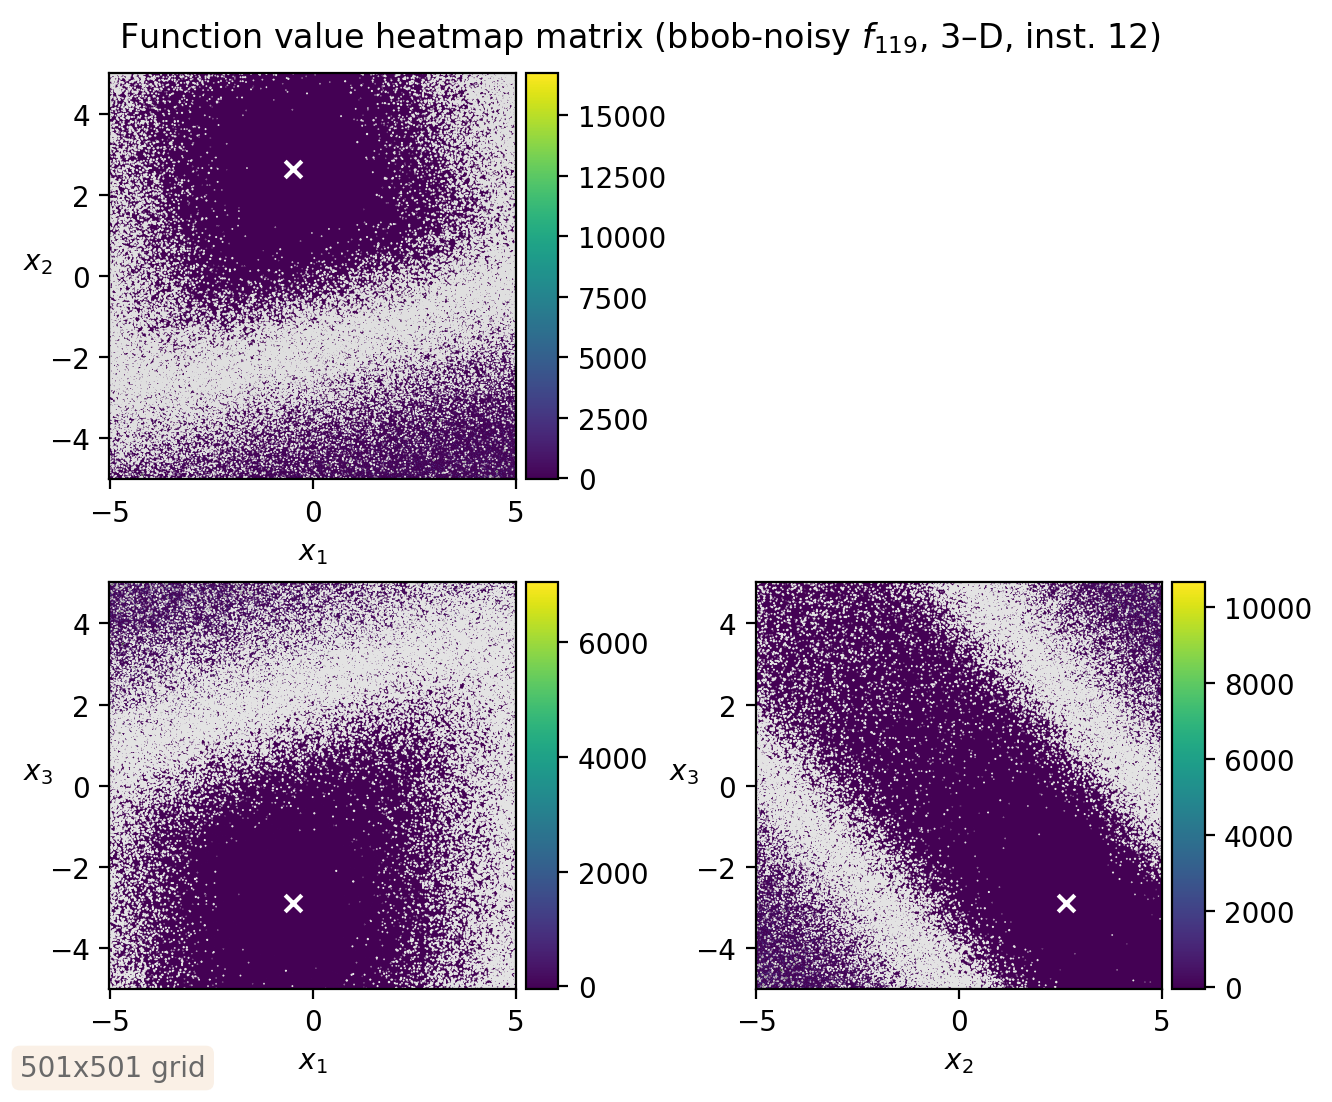 Function value heatmap matrix (bbob-noisy f₁₁₉, 3–D, inst. 12)
4
2
0
−2
−4
x₂
−5 0 5
x₁
15000
12500
10000
7500
5000
2500
0
4
2
0
−2
−4
x₃
−5 0 5
x₁
6000
4000
2000
0
4
2
0
−2
−4
x₃
−5 0 5
x₂
10000
8000
6000
4000
2000
0
501x501 grid